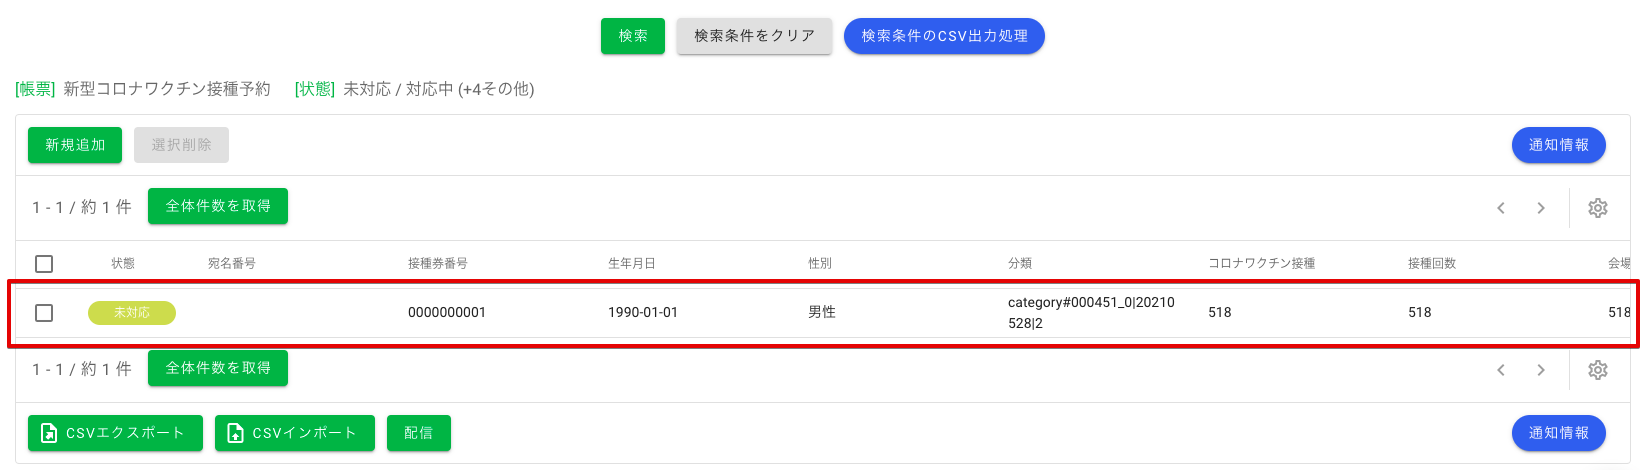 検索 検索条件をクリア 検索条件のCSV出力処理
[帳票] 新型コロナワクチン接種予約 [状態] 未対応 / 対応中 (+4その他)
新規追加 選択削除 通知情報
1 - 1 / 約 1 件 全体件数を取得
状態 宛名番号 接種券番号 生年月日 性別 分類 コロナワクチン接種 接種回数 会場
未対応 0000000001 1990-01-01 男性 category#000451_0|20210 518 518 518
528|2
1 - 1 / 約 1 件 全体件数を取得
CSVエクスポート CSVインポート 配信 通知情報